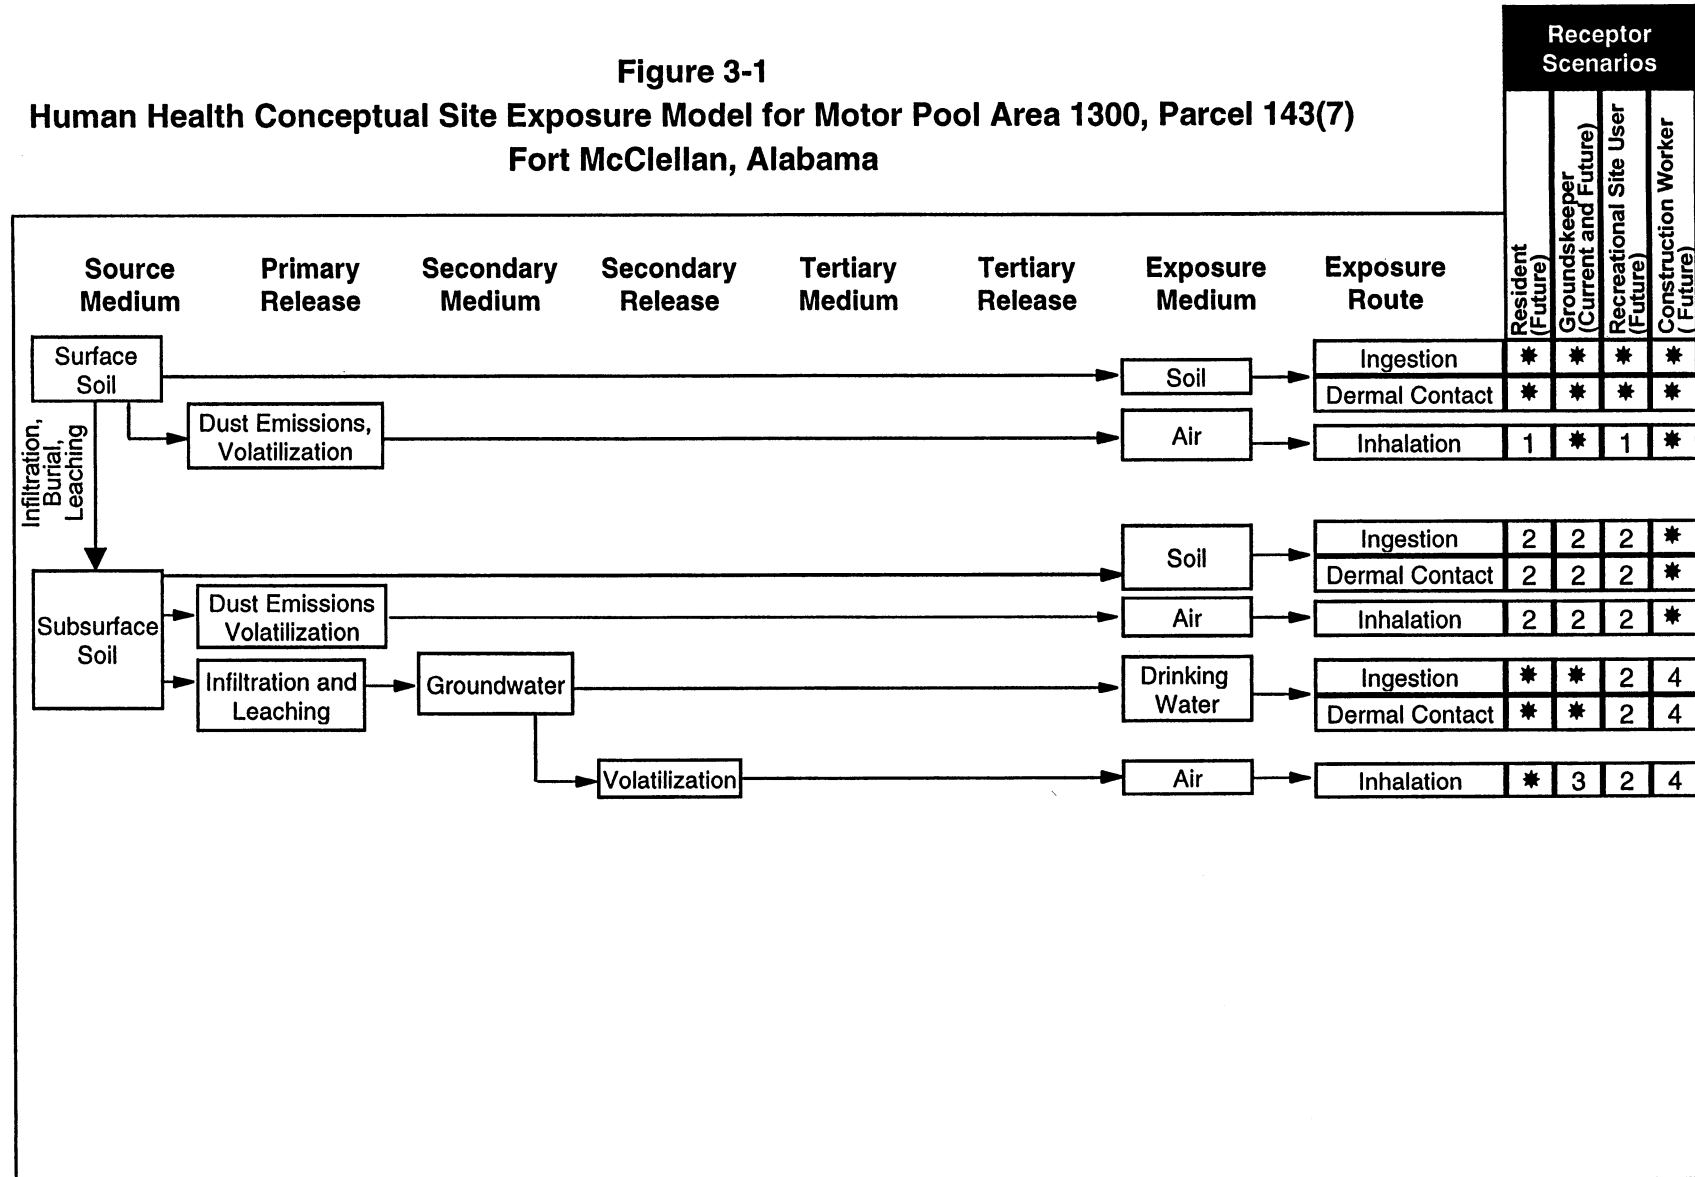 Receptor
Scenarios
Figure 3-1
Human Health Conceptual Site Exposure Model for Motor Pool Area 1300, Parcel 143(7)
Fort McClellan, Alabama
Resident
(Future)
Groundskeeper
(Current and Future)
Recreational Site User
(Future)
Construction Worker
( Future)
Source
Medium
Primary
Release
Secondary
Medium
Secondary
Release
Tertiary
Medium
Tertiary
Release
Exposure
Medium
Exposure
Route
Surface
Soil
Soil
Ingestion
* * * *
Dermal Contact
* * * *
Dust Emissions,
Volatilization
Air
Inhalation
1 * 1 *
Infiltration,
Burial,
Leaching
Subsurface
Soil
Soil
Ingestion
2 2 2 *
Dermal Contact
2 2 2 *
Dust Emissions
Volatilization
Air
Inhalation
2 2 2 *
Infiltration and
Leaching
Groundwater
Drinking
Water
Ingestion
* * 2 4
Dermal Contact
* * 2 4
Volatilization
Air
Inhalation
* 3 2 4